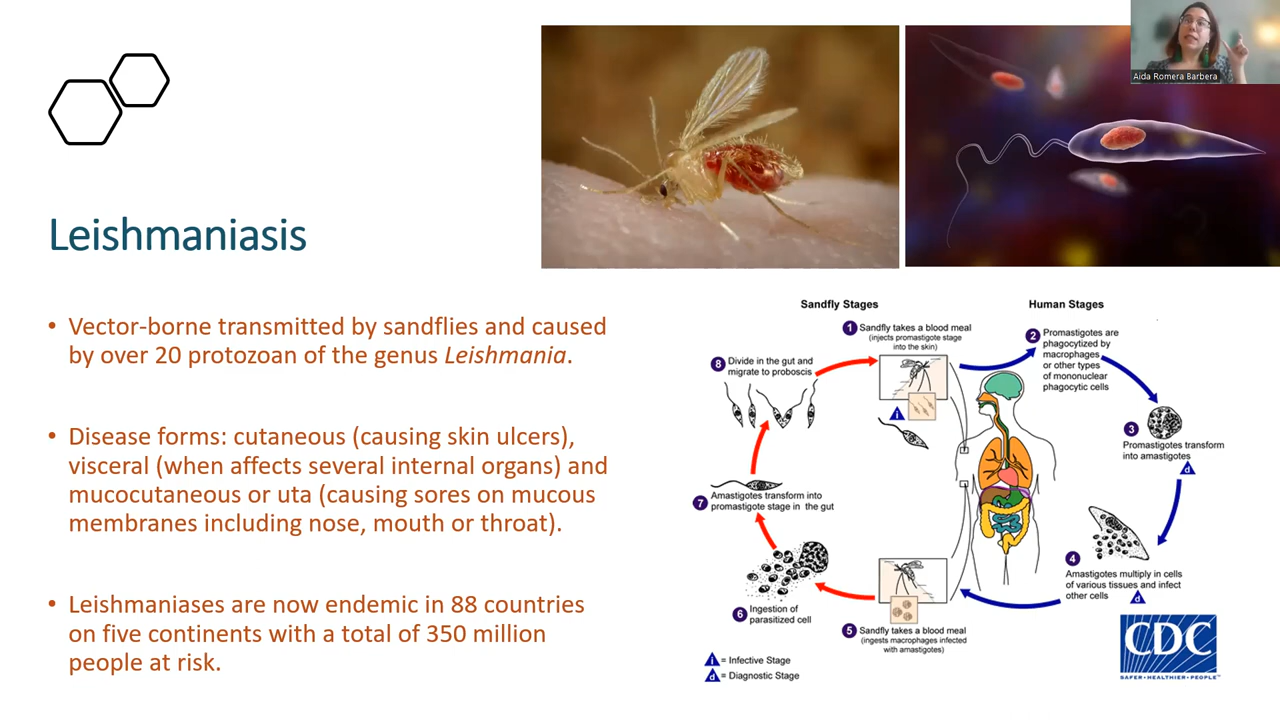 Aida Romera Barbera
Leishmaniasis
• Vector-borne transmitted by sandflies and caused
by over 20 protozoan of the genus Leishmania.
• Disease forms: cutaneous (causing skin ulcers),
visceral (when affects several internal organs) and
mucocutaneous or uta (causing sores on mucous
membranes including nose, mouth or throat).
• Leishmaniases are now endemic in 88 countries
on five continents with a total of 350 million
people at risk.
Sandfly Stages
Human Stages
1 Sandfly takes a blood meal
(injects promastigote stage
into the skin)
2 Promastigotes are
phagocytized by
macrophages
or other types
of mononuclear
phagocytic cells
3
Promastigotes transform
into amastigotes
d
4
Amastigotes multiply in cells
of various tissues and infect
other cells
d
5 Sandfly takes a blood meal
(ingests macrophages infected
with amastigotes)
6 Ingestion of
parasitized cell
7 Amastigotes transform into
promastigote stage in the gut
8 Divide in the gut and
migrate to proboscis
i
i = Infective Stage
d = Diagnostic Stage
CDC
SAFER•HEALTHIER•PEOPLE™